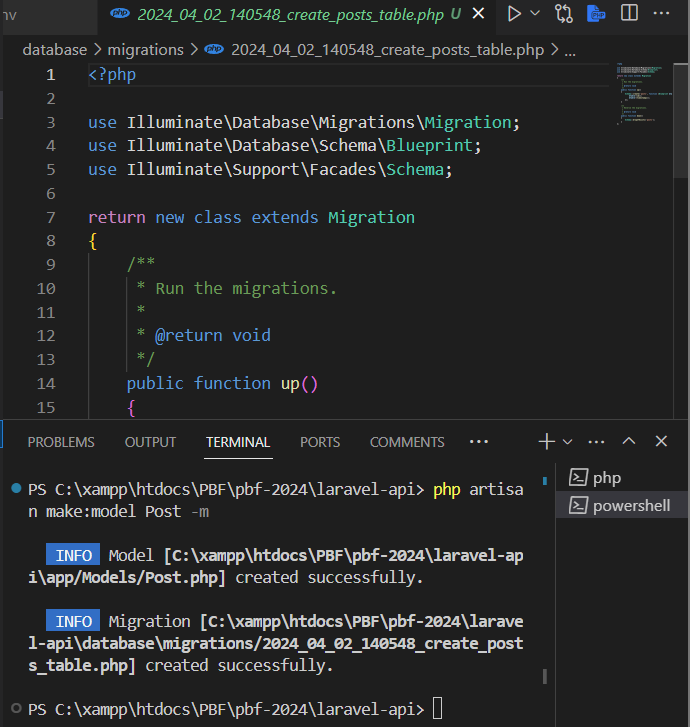 nv
php 2024_04_02_140548_create_posts_table.php U
database > migrations > php 2024_04_02_140548_create_posts_table.php > ...
1 <?php
2
3 use Illuminate\Database\Migrations\Migration;
4 use Illuminate\Database\Schema\Blueprint;
5 use Illuminate\Support\Facades\Schema;
6
7 return new class extends Migration
8 {
9 /**
10 * Run the migrations.
11 *
12 * @return void
13 */
14 public function up()
15 {
PROBLEMS OUTPUT TERMINAL PORTS COMMENTS ...
PS C:\xampp\htdocs\PBF\pbf-2024\laravel-api> php artisa
n make:model Post -m
INFO Model [C:\xampp\htdocs\PBF\pbf-2024\laravel-ap
i\app/Models/Post.php] created successfully.
INFO Migration [C:\xampp\htdocs\PBF\pbf-2024\larave
l-api\database\migrations/2024_04_02_140548_create_post
s_table.php] created successfully.
PS C:\xampp\htdocs\PBF\pbf-2024\laravel-api>
php
powershell